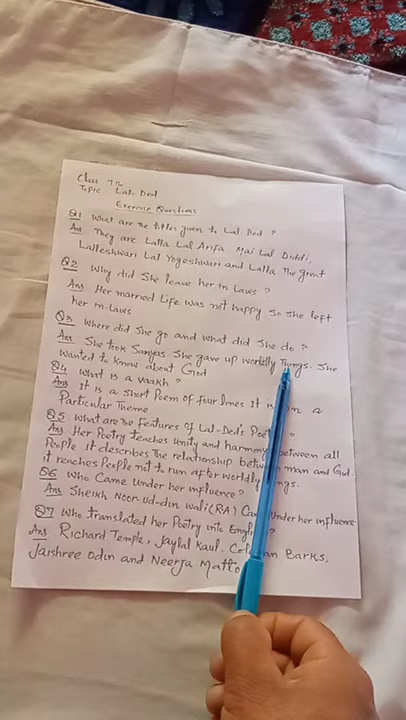 Class 7th
Topic Lal-Ded
Exercise Questions
Q1 What are the titles given to Lal Ded ?
Ans They are Lalla Lal Arifa Mai Lal Diddi,
Lalleshwari Lal Yogeshwari and Lalla The great
Q2 Why did She leave her in Laws ?
Ans Her married Life was not happy so she left
her in-Laws
Q3 Where did She go and what did She do ?
Ans She took Sanyas. She gave up worldly Things. She
wanted to know about God
Q4 What is a Vaakh ?
Ans It is a Short Poem of four lines It is on a
Particular Theme
Q5 What are the Features of Lal-Ded's ?
Ans Her Poetry teaches unity and harmony between all
People It describes the relationship man and God.
it teaches People not to run after worldly
Q6 Who Came Under her influence ?
Ans Sheikh Noor-ud-din wali (RA) Under her influence
Q7 Who translated her Poetry into ?
Ans Richard Temple, Jaylal Kaul, Barks,
Jaishree Odin and Neerja